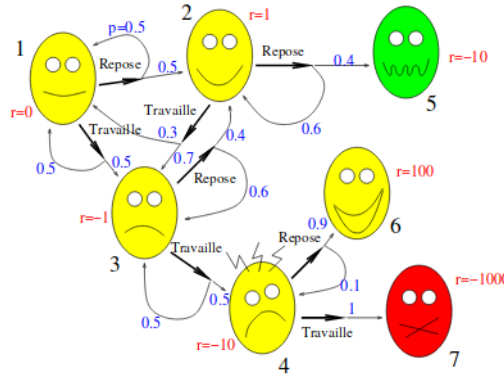 2
r=1
1
p=0.5
Repose
0.5
Repose
0.4
r=-10
5
r=0
Travaille
Travaille
0.3
0.4
0.6
0.5
0.5
0.7
Repose
r=-1
0.6
r=100
3
Travaille
Repose
0.9
6
0.5
0.5
0.1
r=-1000
1
r=-10
Travaille
4
7